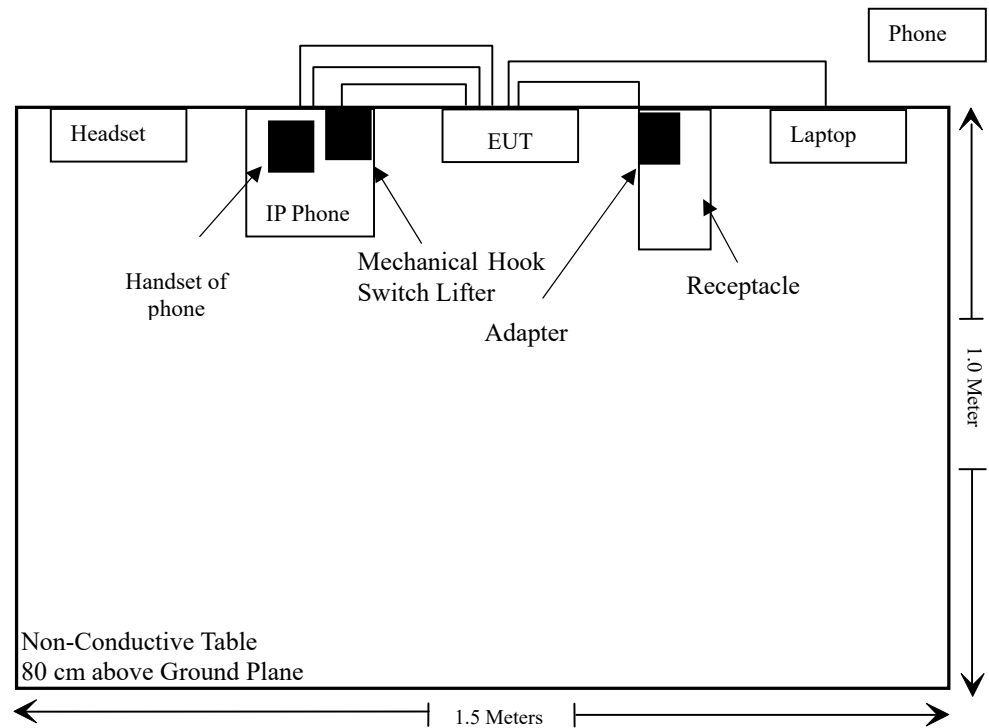 Phone
Headset
EUT
Laptop
IP Phone
Handset of
phone
Mechanical Hook
Switch Lifter
Adapter
Receptacle
1.0 Meter
Non-Conductive Table
80 cm above Ground Plane
1.5 Meters